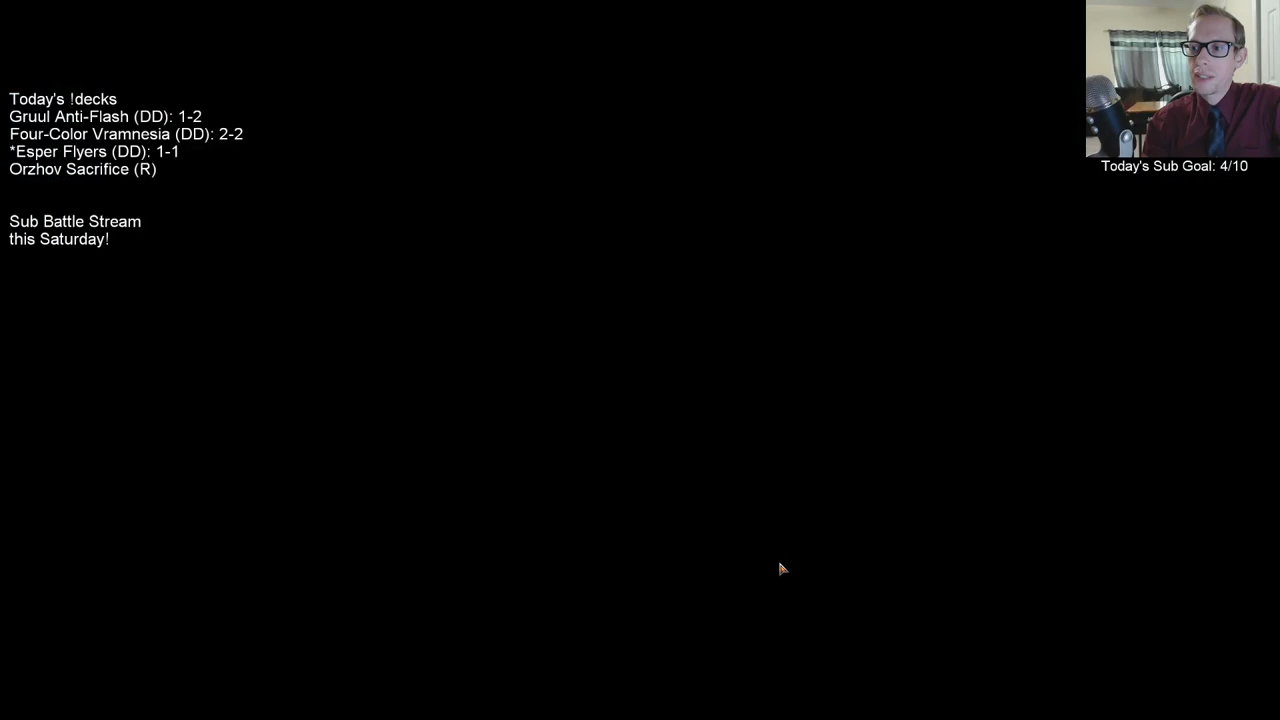 Today's !decks
Gruul Anti-Flash (DD): 1-2
Four-Color Vramnesia (DD): 2-2
*Esper Flyers (DD): 1-1
Orzhov Sacrifice (R)
Sub Battle Stream
this Saturday!
Today's Sub Goal: 4/10